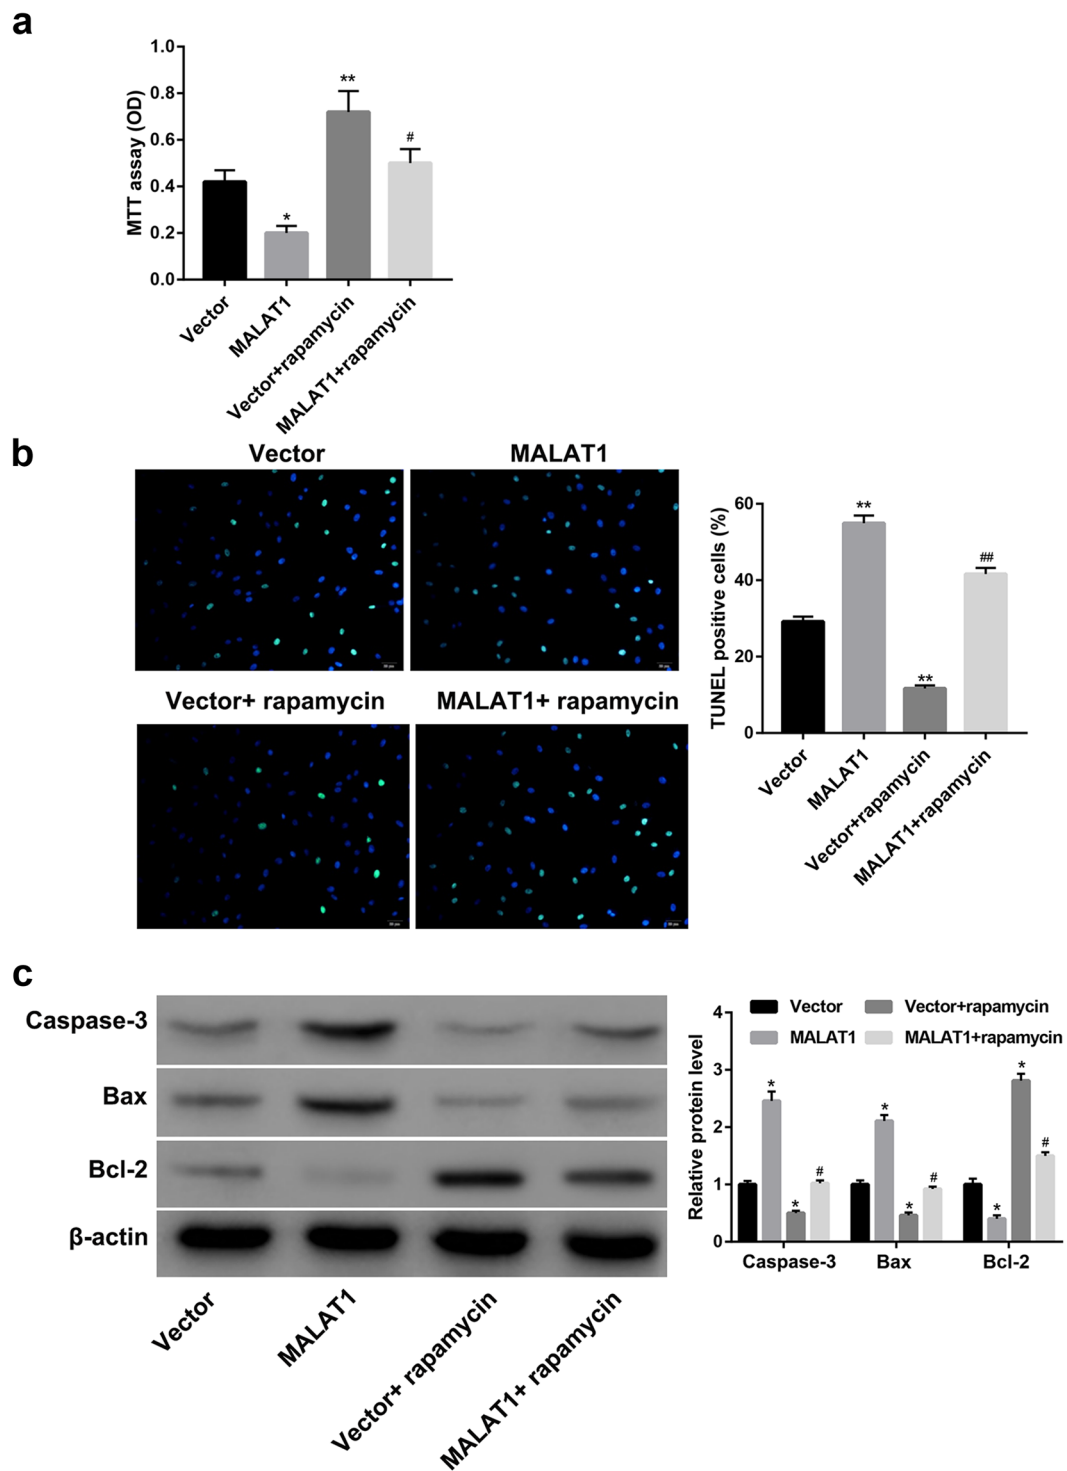 a
MTT assay (OD)
1.0
0.8
0.6
0.4
0.2
0.0
*
**
#
Vector
MALAT1
Vector+rapamycin
MALAT1+rapamycin
b
Vector
MALAT1
Vector+ rapamycin
MALAT1+ rapamycin
TUNEL positive cells (%)
60
40
20
0
**
**
##
Vector
MALAT1
Vector+rapamycin
MALAT1+rapamycin
c
Caspase-3
Bax
Bcl-2
β-actin
Vector
MALAT1
Vector+ rapamycin
MALAT1+ rapamycin
Vector
Vector+rapamycin
MALAT1
MALAT1+rapamycin
Relative protein level
4
3
2
1
0
* * #
* * #
* * #
Caspase-3 Bax Bcl-2